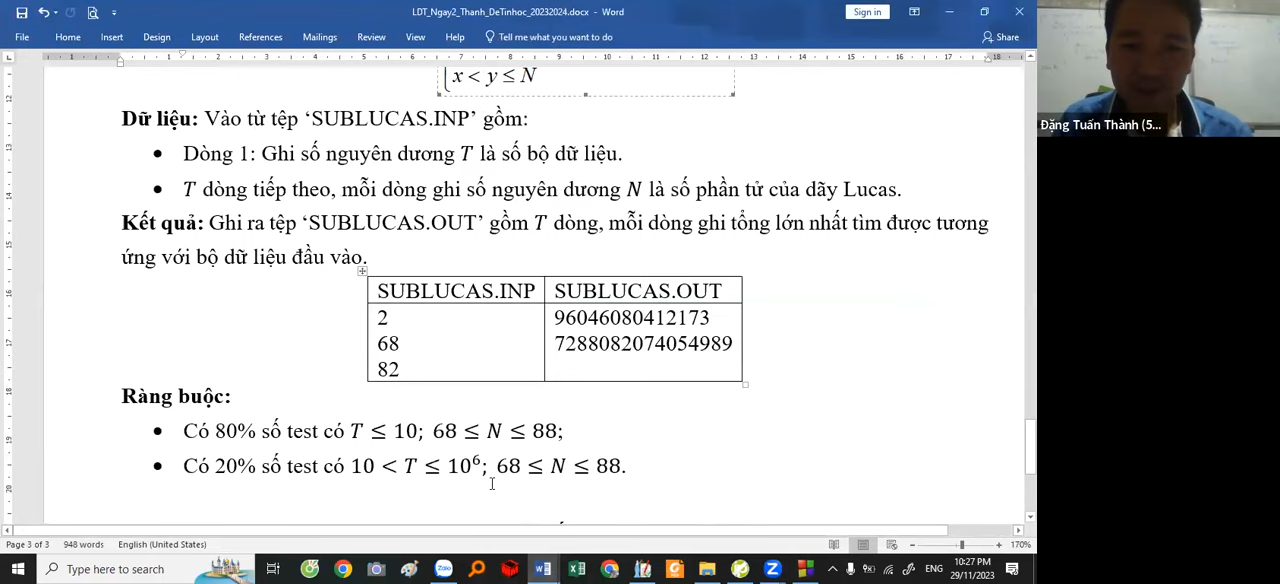 LDT_Ngay2_Thanh_DeTinhoc_20232024.docx - Word
Sign in
File Home Insert Design Layout References Mailings Review View Help Tell me what you want to do Share
x < y ≤ N
Dữ liệu: Vào từ tệp ‘SUBLUCAS.INP’ gồm:
• Dòng 1: Ghi số nguyên dương T là số bộ dữ liệu.
• T dòng tiếp theo, mỗi dòng ghi số nguyên dương N là số phần tử của dãy Lucas.
Kết quả: Ghi ra tệp ‘SUBLUCAS.OUT’ gồm T dòng, mỗi dòng ghi tổng lớn nhất tìm được tương
ứng với bộ dữ liệu đầu vào.
SUBLUCAS.INP SUBLUCAS.OUT
2 96046080412173
68 7288082074054989
82
Ràng buộc:
• Có 80% số test có T ≤ 10; 68 ≤ N ≤ 88;
• Có 20% số test có 10 < T ≤ 10⁶; 68 ≤ N ≤ 88.
Page 3 of 3 948 words English (United States) 170%
Type here to search
ENG
10:27 PM
29/11/2023
Đặng Tuấn Thành (5...